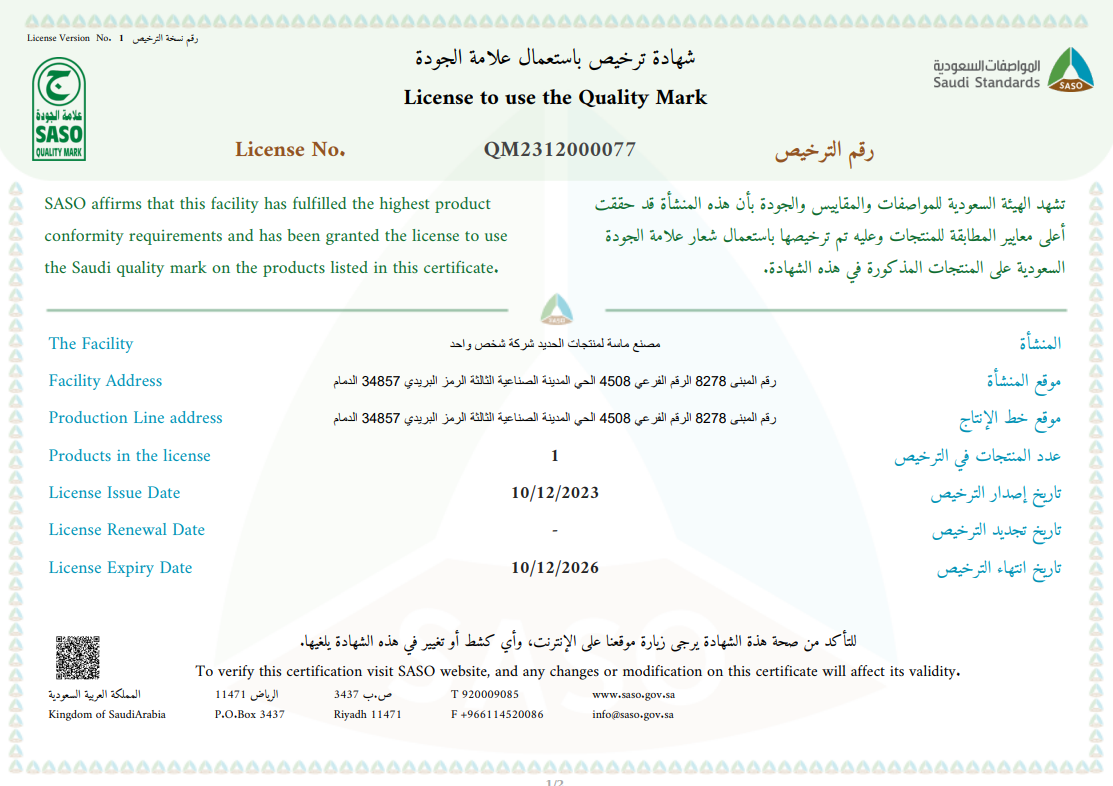 License Version No. 1 رقم نسخة الترخيص
علامة الجودة
SASO
QUALITY MARK
شهادة ترخيص باستعمال علامة الجودة
License to use the Quality Mark
المواصفات السعودية
Saudi Standards
SASO
License No. QM2312000077 رقم الترخيص
SASO affirms that this facility has fulfilled the highest product
conformity requirements and has been granted the license to use
the Saudi quality mark on the products listed in this certificate.
تشهد الهيئة السعودية للمواصفات والمقاييس والجودة بأن هذه المنشأة قد حققت
أعلى معايير المطابقة للمنتجات وعليه تم ترخيصها باستعمال شعار علامة الجودة
السعودية على المنتجات المذكورة في هذه الشهادة.
SASO
The Facility مصنع ماسة لمنتجات الحديد شركة شخص واحد المنشأة
Facility Address رقم المبنى 8278 الرقم الفرعي 4508 الحي المدينة الصناعية الثالثة الرمز البريدي 34857 الدمام موقع المنشأة
Production Line address رقم المبنى 8278 الرقم الفرعي 4508 الحي المدينة الصناعية الثالثة الرمز البريدي 34857 الدمام موقع خط الإنتاج
Products in the license 1 عدد المنتجات في الترخيص
License Issue Date 10/12/2023 تاريخ إصدار الترخيص
License Renewal Date - تاريخ تجديد الترخيص
License Expiry Date 10/12/2026 تاريخ انتهاء الترخيص
SASO
للتأكد من صحة هذة الشهادة يرجى زيارة موقعنا على الإنترنت، وأي كشط أو تغيير في هذه الشهادة يلغيها.
To verify this certification visit SASO website, and any changes or modification on this certificate will affect its validity.
المملكة العربية السعودية الرياض 11471 ص.ب 3437 T 920009085 www.saso.gov.sa
Kingdom of SaudiArabia P.O.Box 3437 Riyadh 11471 F +966114520086 info@saso.gov.sa
1/2